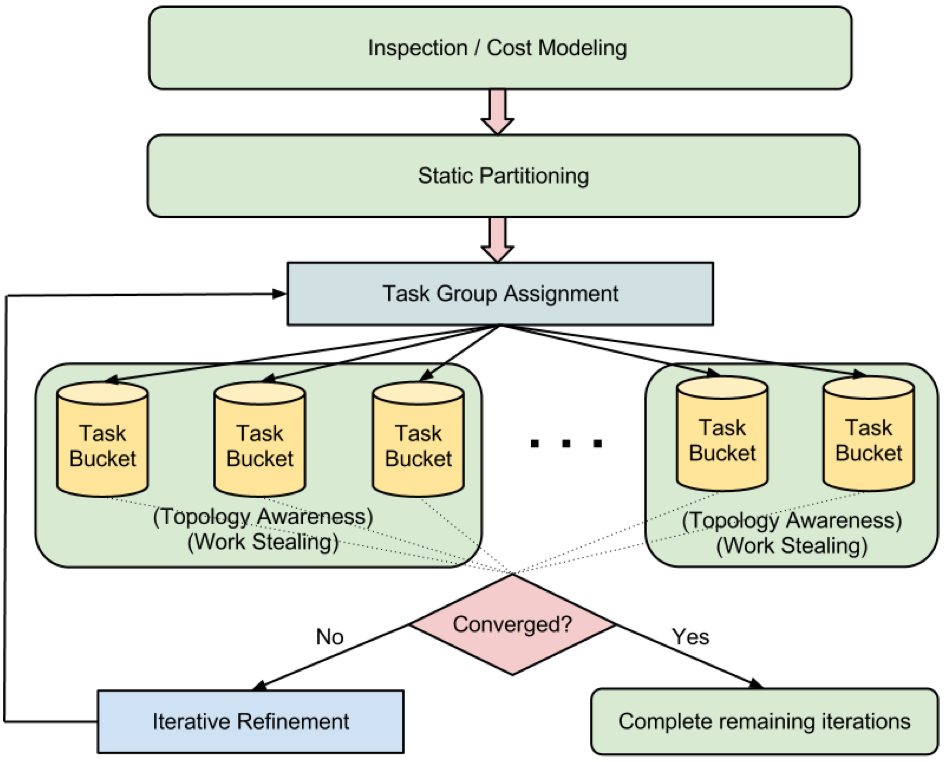 Inspection / Cost Modeling
Static Partitioning
Task Group Assignment
Task
Bucket
Task
Bucket
Task
Bucket
. . .
Task
Bucket
Task
Bucket
(Topology Awareness)
(Work Stealing)
(Topology Awareness)
(Work Stealing)
Converged?
No
Yes
Iterative Refinement
Complete remaining iterations